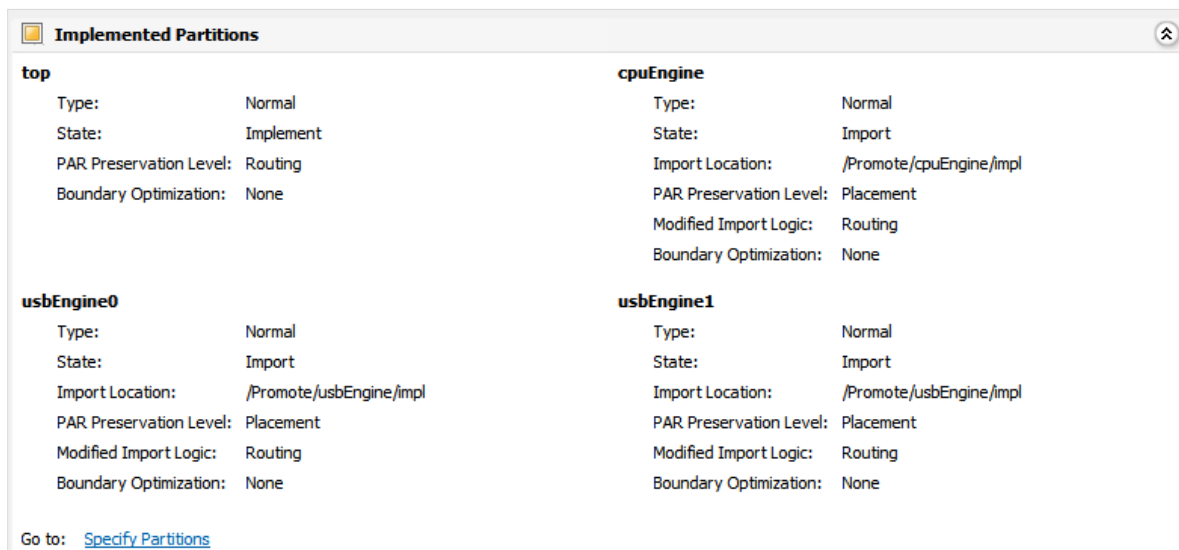 Implemented Partitions
top
Type: Normal
State: Implement
PAR Preservation Level: Routing
Boundary Optimization: None
cpuEngine
Type: Normal
State: Import
Import Location: /Promote/cpuEngine/impl
PAR Preservation Level: Placement
Modified Import Logic: Routing
Boundary Optimization: None
usbEngine0
Type: Normal
State: Import
Import Location: /Promote/usbEngine/impl
PAR Preservation Level: Placement
Modified Import Logic: Routing
Boundary Optimization: None
usbEngine1
Type: Normal
State: Import
Import Location: /Promote/usbEngine/impl
PAR Preservation Level: Placement
Modified Import Logic: Routing
Boundary Optimization: None
Go to: Specify Partitions